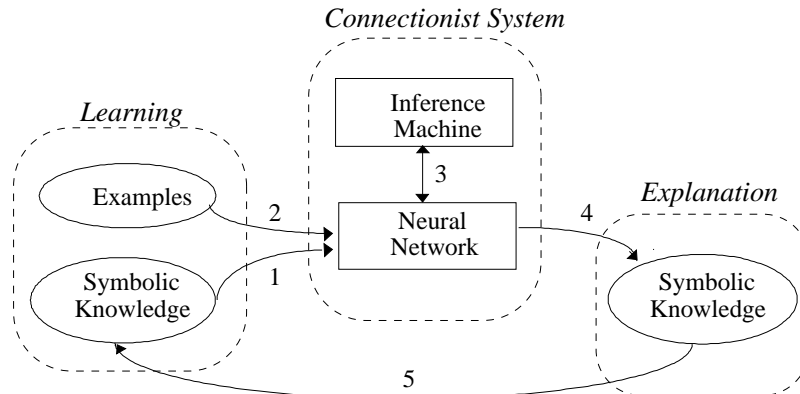 Connectionist System
Learning
Inference
Machine
Examples
2
3
Explanation
Neural
Network
4
Symbolic
Knowledge
1
Symbolic
Knowledge
5